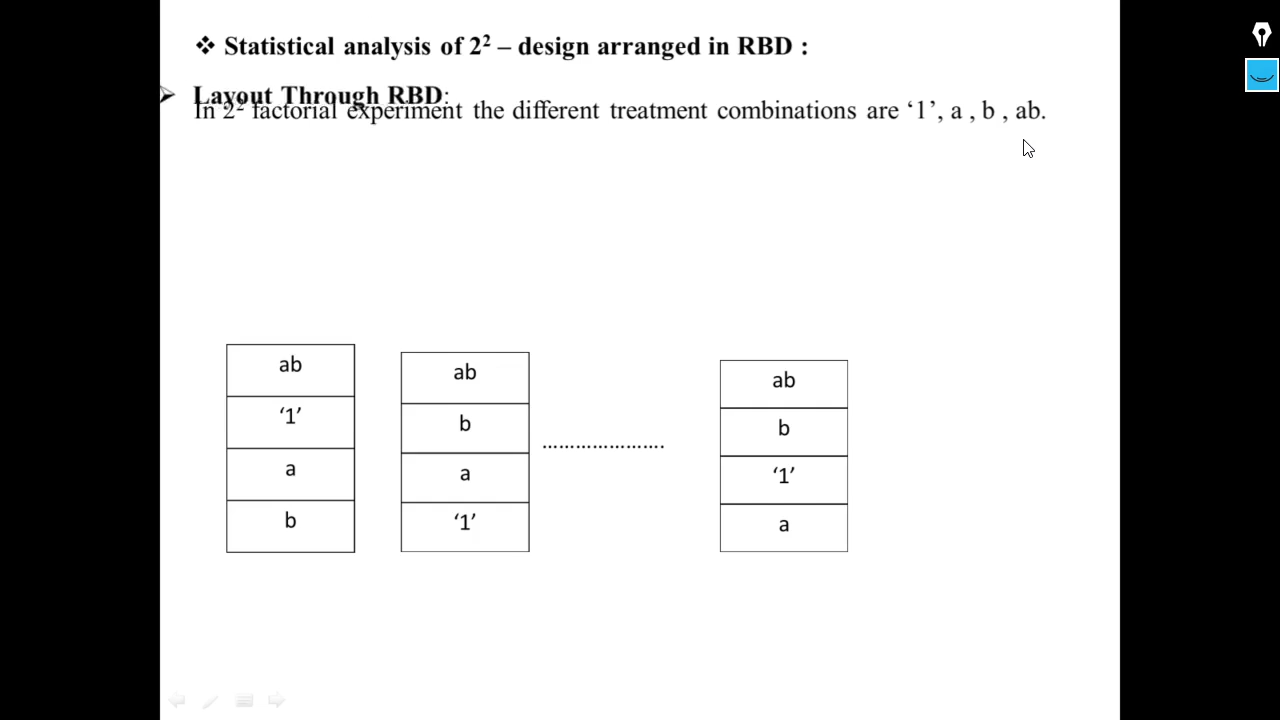 ❖ Statistical analysis of 2² – design arranged in RBD :
➤ Layout Through RBD:
In 2² factorial experiment the different treatment combinations are ‘1’, a , b , ab.
ab
‘1’
a
b
ab
b
a
‘1’
………………….
ab
b
‘1’
a